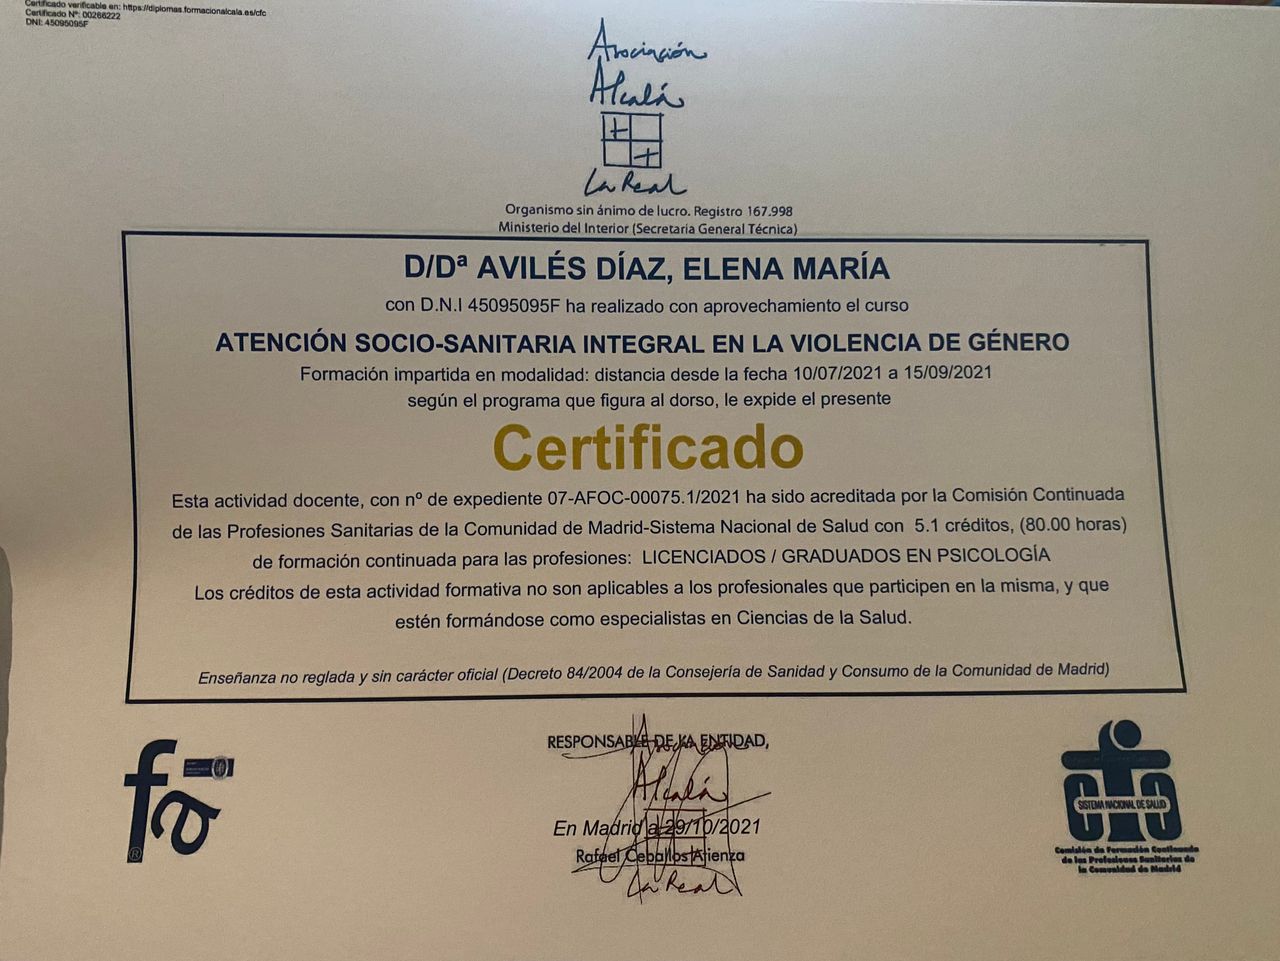 Certificado verificable en: https://diplomas.formacionalcala.es/cfc
Certificado Nº: 00266222
DNI: 45095095F
Asociación
Alcalá
La Real
Organismo sin ánimo de lucro. Registro 167.998
Ministerio del Interior (Secretaria General Técnica)
D/Dª AVILÉS DÍAZ, ELENA MARÍA
con D.N.I 45095095F ha realizado con aprovechamiento el curso
ATENCIÓN SOCIO-SANITARIA INTEGRAL EN LA VIOLENCIA DE GÉNERO
Formación impartida en modalidad: distancia desde la fecha 10/07/2021 a 15/09/2021
según el programa que figura al dorso, le expide el presente
Certificado
Esta actividad docente, con nº de expediente 07-AFOC-00075.1/2021 ha sido acreditada por la Comisión Continuada
de las Profesiones Sanitarias de la Comunidad de Madrid-Sistema Nacional de Salud con 5.1 créditos, (80.00 horas)
de formación continuada para las profesiones: LICENCIADOS / GRADUADOS EN PSICOLOGÍA
Los créditos de esta actividad formativa no son aplicables a los profesionales que participen en la misma, y que
estén formándose como especialistas en Ciencias de la Salud.
Enseñanza no reglada y sin carácter oficial (Decreto 84/2004 de la Consejería de Sanidad y Consumo de la Comunidad de Madrid)
fa
®
RESPONSABLE DE LA ENTIDAD,
Asociación
Alcalá
En Madrid a 29/10/2021
Rafael Ceballos Atienza
La Real
SISTEMA NACIONAL DE SALUD
Comisión de Formación Continuada
de las Profesiones Sanitarias de
la Comunidad de Madrid